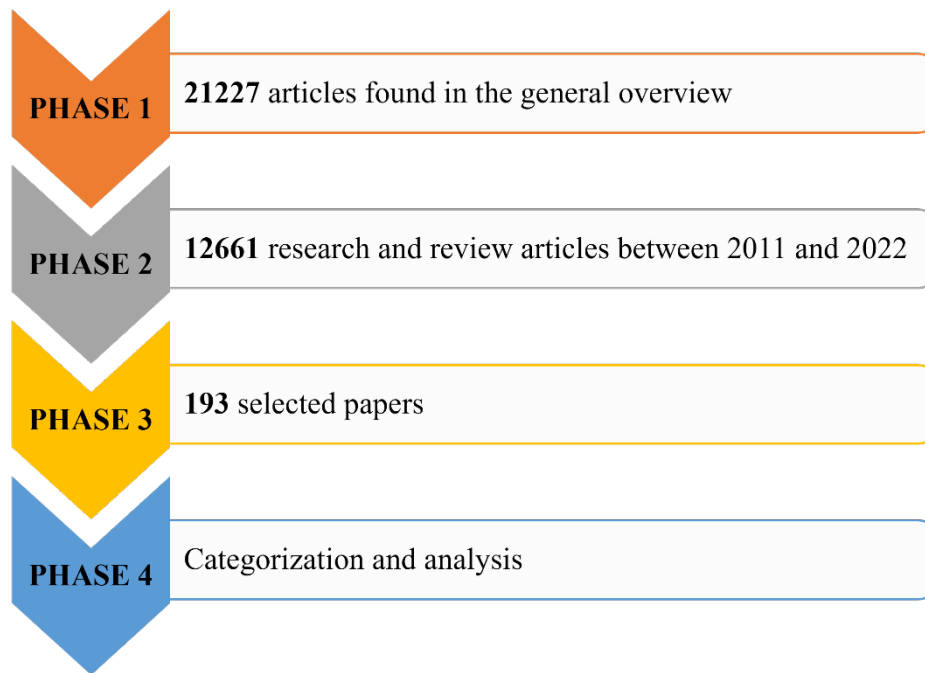 PHASE 1
21227 articles found in the general overview
PHASE 2
12661 research and review articles between 2011 and 2022
PHASE 3
193 selected papers
PHASE 4
Categorization and analysis